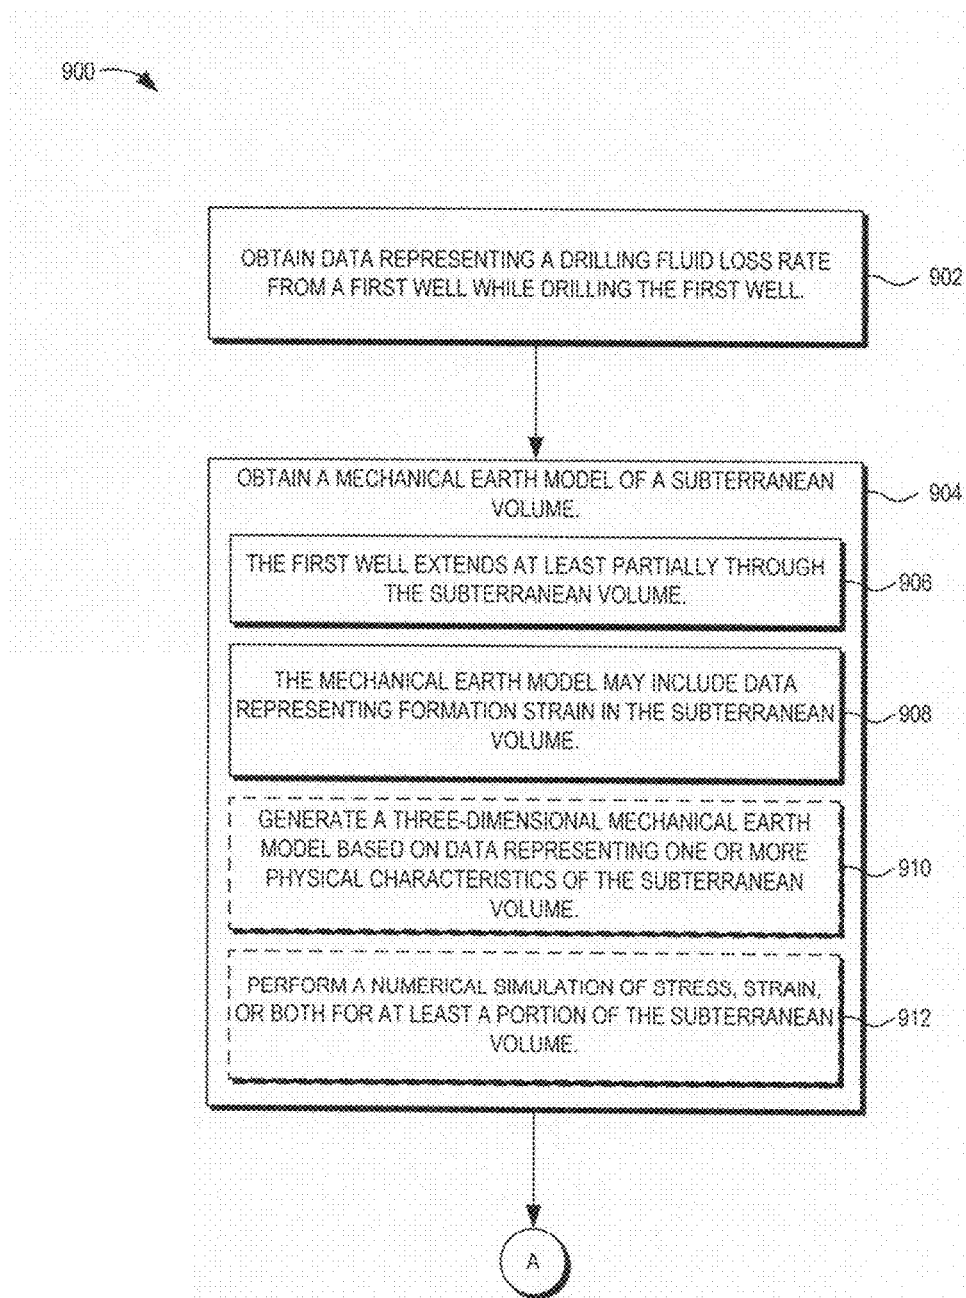 900
OBTAIN DATA REPRESENTING A DRILLING FLUID LOSS RATE
FROM A FIRST WELL WHILE DRILLING THE FIRST WELL.
902
OBTAIN A MECHANICAL EARTH MODEL OF A SUBTERRANEAN
VOLUME.
904
THE FIRST WELL EXTENDS AT LEAST PARTIALLY THROUGH
THE SUBTERRANEAN VOLUME.
906
THE MECHANICAL EARTH MODEL MAY INCLUDE DATA
REPRESENTING FORMATION STRAIN IN THE SUBTERRANEAN
VOLUME.
908
GENERATE A THREE-DIMENSIONAL MECHANICAL EARTH
MODEL BASED ON DATA REPRESENTING ONE OR MORE
PHYSICAL CHARACTERISTICS OF THE SUBTERRANEAN
VOLUME.
910
PERFORM A NUMERICAL SIMULATION OF STRESS, STRAIN,
OR BOTH FOR AT LEAST A PORTION OF THE SUBTERRANEAN
VOLUME.
912
A